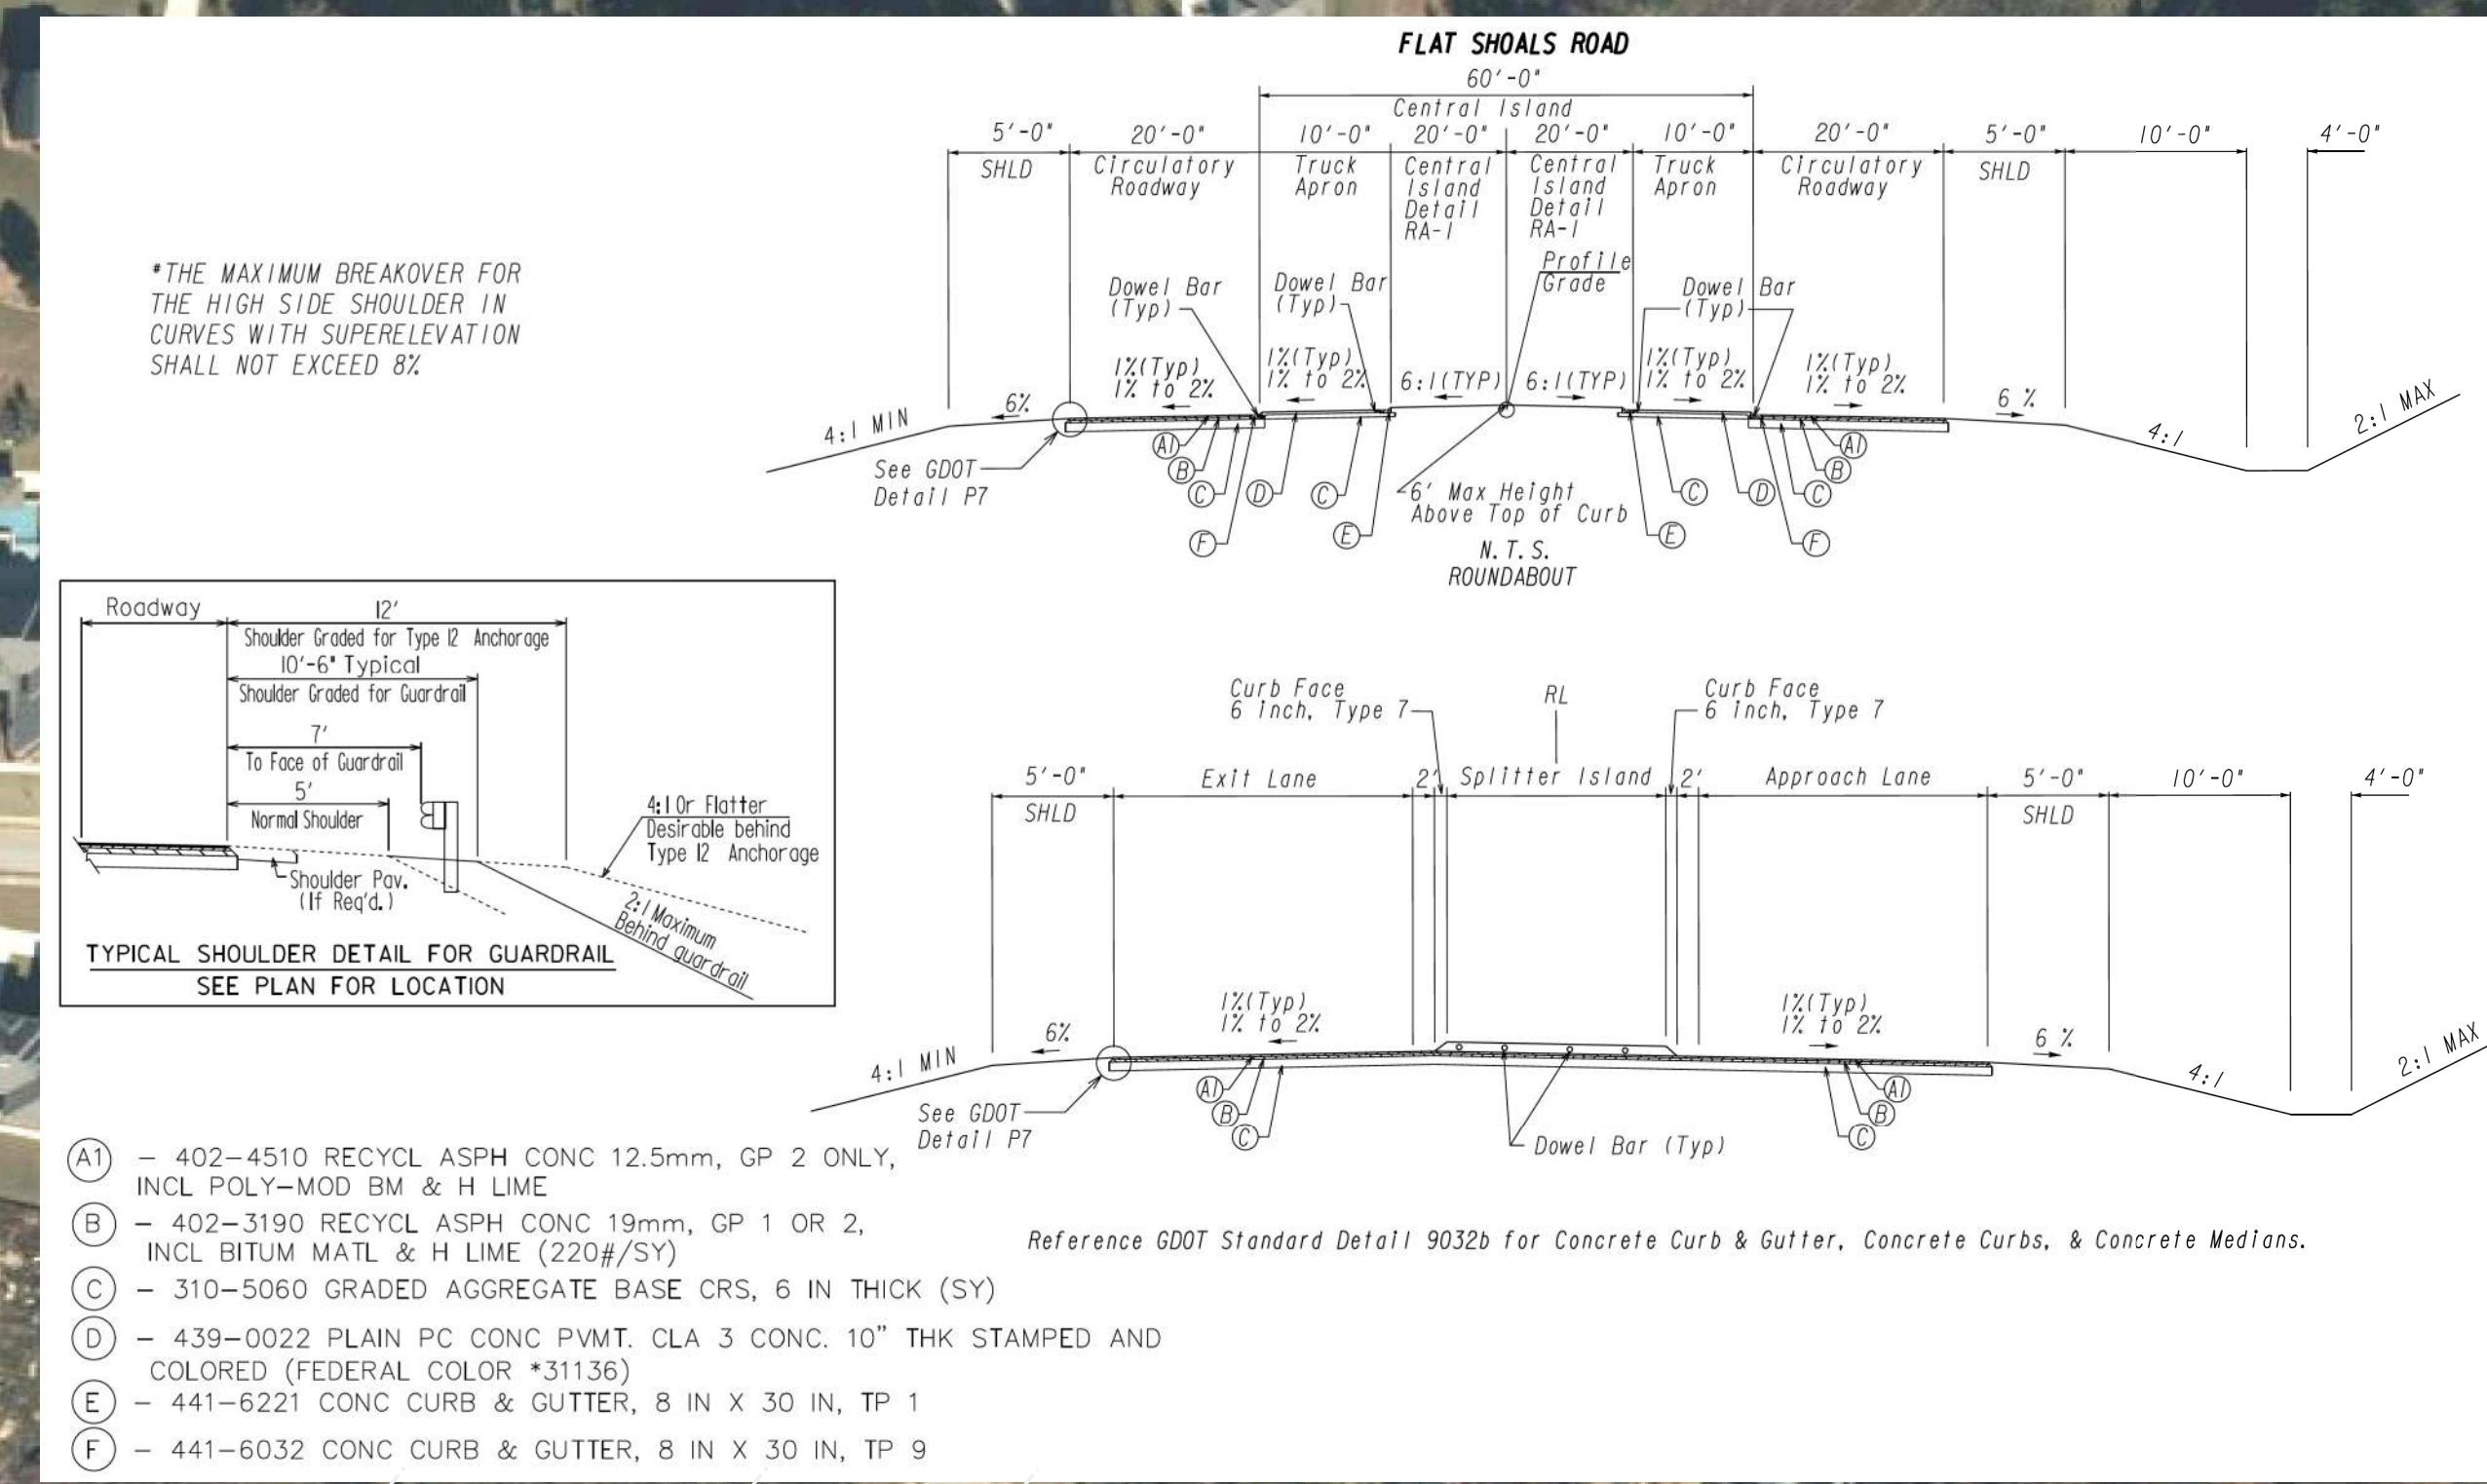 FLAT SHOALS ROAD
60'-0"
Central Island
5'-0" 20'-0" 10'-0" 20'-0" 20'-0" 10'-0" 20'-0" 5'-0" 10'-0" 4'-0"
SHLD
Circulatory
Roadway
Truck
Apron
Central
Island
Detail
RA-1
Central
Island
Detail
RA-1
Truck
Apron
Circulatory
Roadway
SHLD
*THE MAXIMUM BREAKOVER FOR
THE HIGH SIDE SHOULDER IN
CURVES WITH SUPERELEVATION
SHALL NOT EXCEED 8%
Dowel Bar
(Typ)
Dowel Bar
(Typ)
Profile
Grade
Dowel Bar
(Typ)
4:1 MIN
6%
1%(Typ)
1% to 2%
1%(Typ)
1% to 2%
6:1(TYP)
6:1(TYP)
1%(Typ)
1% to 2%
1%(Typ)
1% to 2%
6 %
4:1
2:1 MAX
See GDOT
Detail P7
A1
B
C
F
D
C
E
6' Max Height
Above Top of Curb
E
C
D
A1
B
C
F
N.T.S.
ROUNDABOUT
Roadway
12'
Shoulder Graded for Type 12 Anchorage
10'-6" Typical
Shoulder Graded for Guardrail
7'
To Face of Guardrail
5'
Normal Shoulder
4:1 Or Flatter
Desirable behind
Type 12 Anchorage
Shoulder Pav.
(If Req'd.)
2:1 Maximum
Behind guardrail
TYPICAL SHOULDER DETAIL FOR GUARDRAIL
SEE PLAN FOR LOCATION
Curb Face
6 inch, Type 7
RL
Curb Face
6 inch, Type 7
5'-0" Exit Lane 2' Splitter Island 2' Approach Lane 5'-0" 10'-0" 4'-0"
SHLD
SHLD
4:1 MIN
6%
1%(Typ)
1% to 2%
1%(Typ)
1% to 2%
6 %
4:1
2:1 MAX
See GDOT
Detail P7
A1
B
C
Dowel Bar (Typ)
A1
B
C
A1 - 402-4510 RECYCL ASPH CONC 12.5mm, GP 2 ONLY,
INCL POLY-MOD BM & H LIME
B - 402-3190 RECYCL ASPH CONC 19mm, GP 1 OR 2,
INCL BITUM MATL & H LIME (220#/SY)
C - 310-5060 GRADED AGGREGATE BASE CRS, 6 IN THICK (SY)
D - 439-0022 PLAIN PC CONC PVMT. CLA 3 CONC. 10" THK STAMPED AND
COLORED (FEDERAL COLOR *31136)
E - 441-6221 CONC CURB & GUTTER, 8 IN X 30 IN, TP 1
F - 441-6032 CONC CURB & GUTTER, 8 IN X 30 IN, TP 9
Reference GDOT Standard Detail 9032b for Concrete Curb & Gutter, Concrete Curbs, & Concrete Medians.